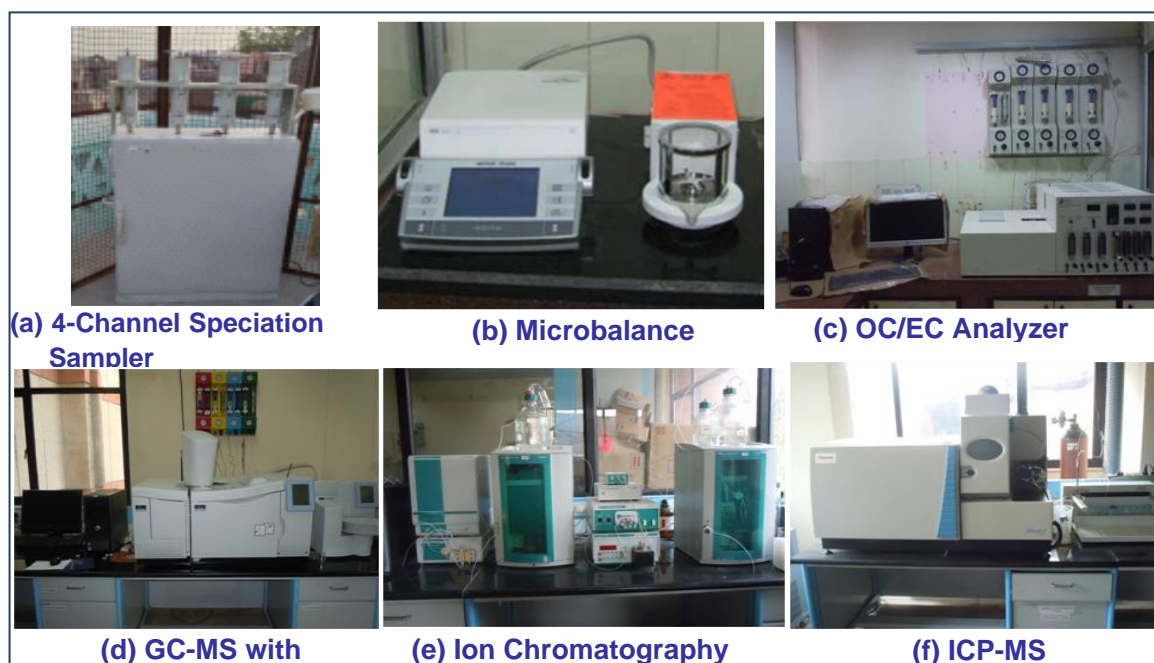 (a) 4-Channel Speciation
Sampler
(b) Microbalance
(c) OC/EC Analyzer
(d) GC-MS with
(e) Ion Chromatography
(f) ICP-MS